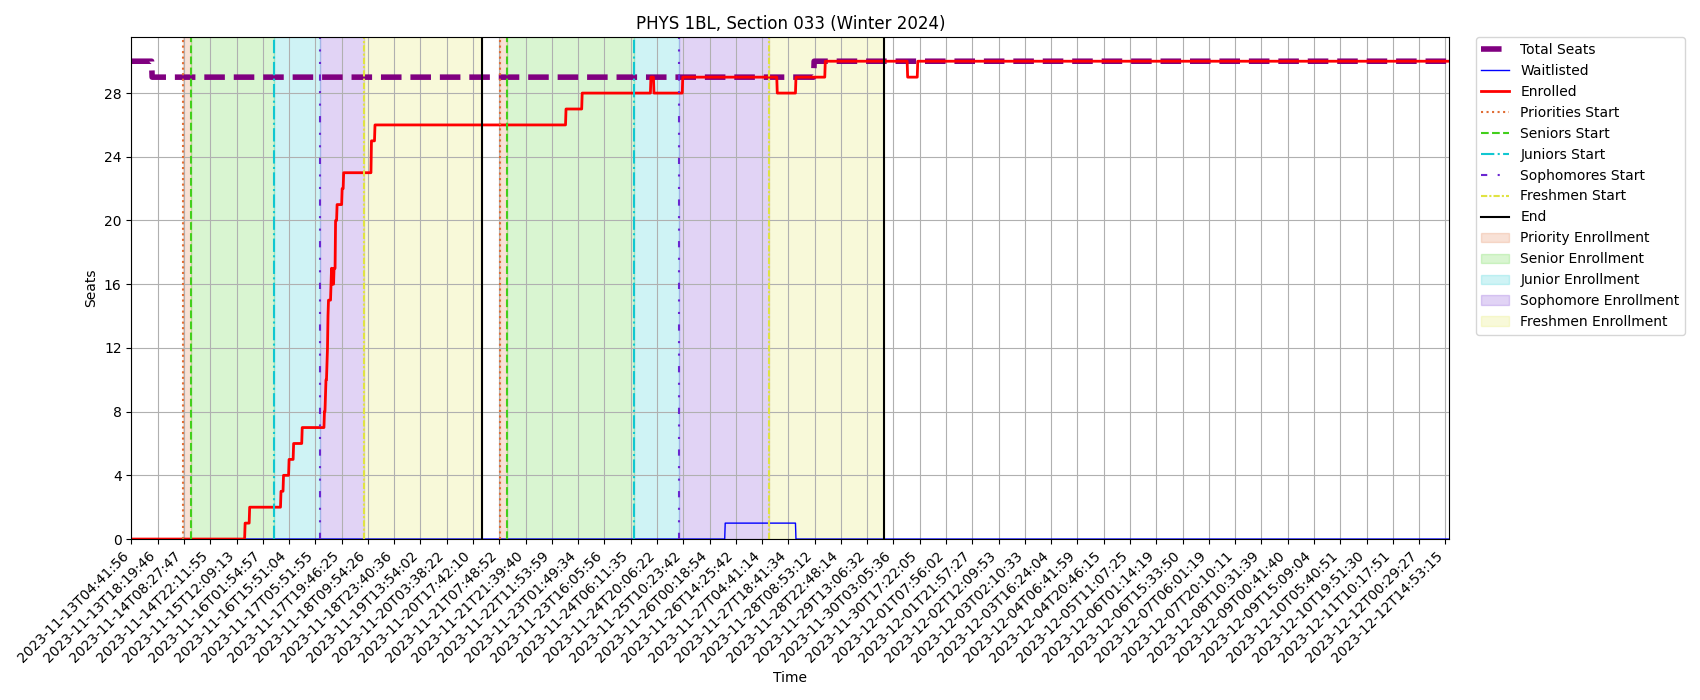 PHYS 1BL, Section 033 (Winter 2024)
Total Seats
Waitlisted
Enrolled
Priorities Start
Seniors Start
Juniors Start
Sophomores Start
Freshmen Start
End
Priority Enrollment
Senior Enrollment
Junior Enrollment
Sophomore Enrollment
Freshmen Enrollment
Seats
28
24
20
16
12
8
4
0
2023-11-13T04:41:56
2023-11-13T18:19:46
2023-11-14T08:27:47
2023-11-14T22:11:55
2023-11-15T12:09:13
2023-11-16T01:54:57
2023-11-16T15:51:04
2023-11-17T05:51:55
2023-11-17T19:46:25
2023-11-18T09:54:26
2023-11-18T23:40:36
2023-11-19T13:54:02
2023-11-20T03:38:22
2023-11-20T17:42:10
2023-11-21T07:48:52
2023-11-21T21:39:40
2023-11-22T11:53:59
2023-11-23T01:49:34
2023-11-23T16:05:56
2023-11-24T06:11:35
2023-11-24T20:06:22
2023-11-25T10:23:42
2023-11-26T00:18:54
2023-11-26T14:25:42
2023-11-27T04:41:14
2023-11-27T18:41:34
2023-11-28T08:53:12
2023-11-28T22:48:14
2023-11-29T13:06:32
2023-11-30T03:05:36
2023-11-30T17:22:05
2023-12-01T07:56:02
2023-12-01T21:57:27
2023-12-02T12:09:53
2023-12-03T02:10:33
2023-12-03T16:24:04
2023-12-04T06:41:59
2023-12-04T20:46:15
2023-12-05T11:07:25
2023-12-06T01:14:19
2023-12-06T15:33:50
2023-12-07T06:01:19
2023-12-07T20:10:11
2023-12-08T10:31:39
2023-12-09T00:41:40
2023-12-09T15:09:04
2023-12-10T05:40:51
2023-12-10T19:51:30
2023-12-11T10:17:51
2023-12-12T00:29:27
2023-12-12T14:53:15
Time